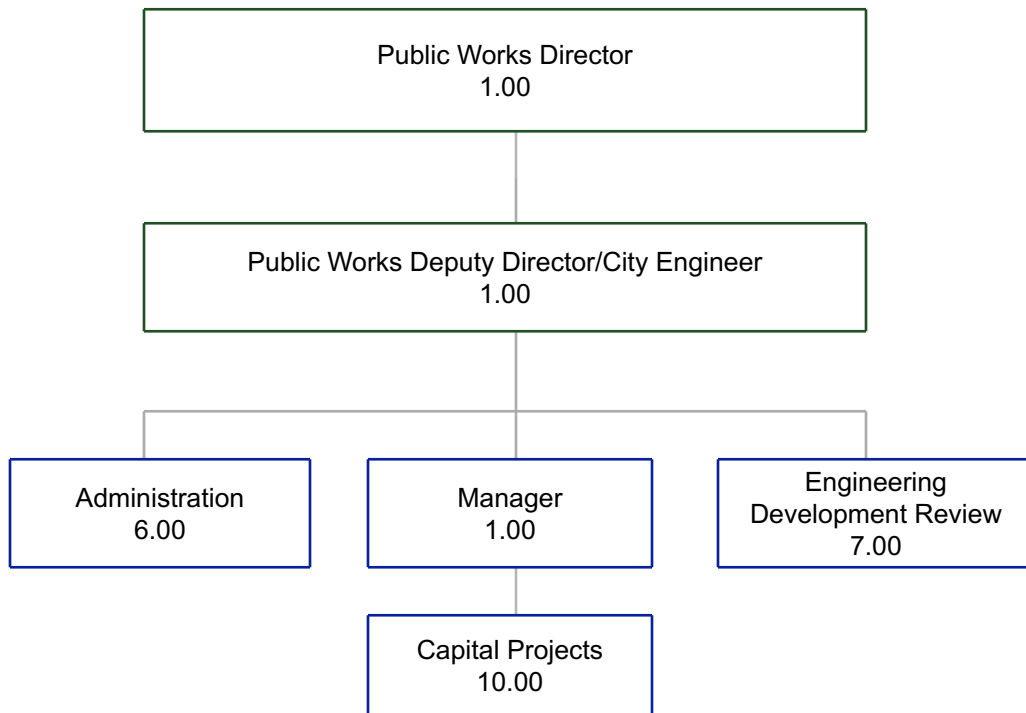 Public Works Director
1.00
Public Works Deputy Director/City Engineer
1.00
Administration
6.00
Manager
1.00
Engineering
Development Review
7.00
Capital Projects
10.00